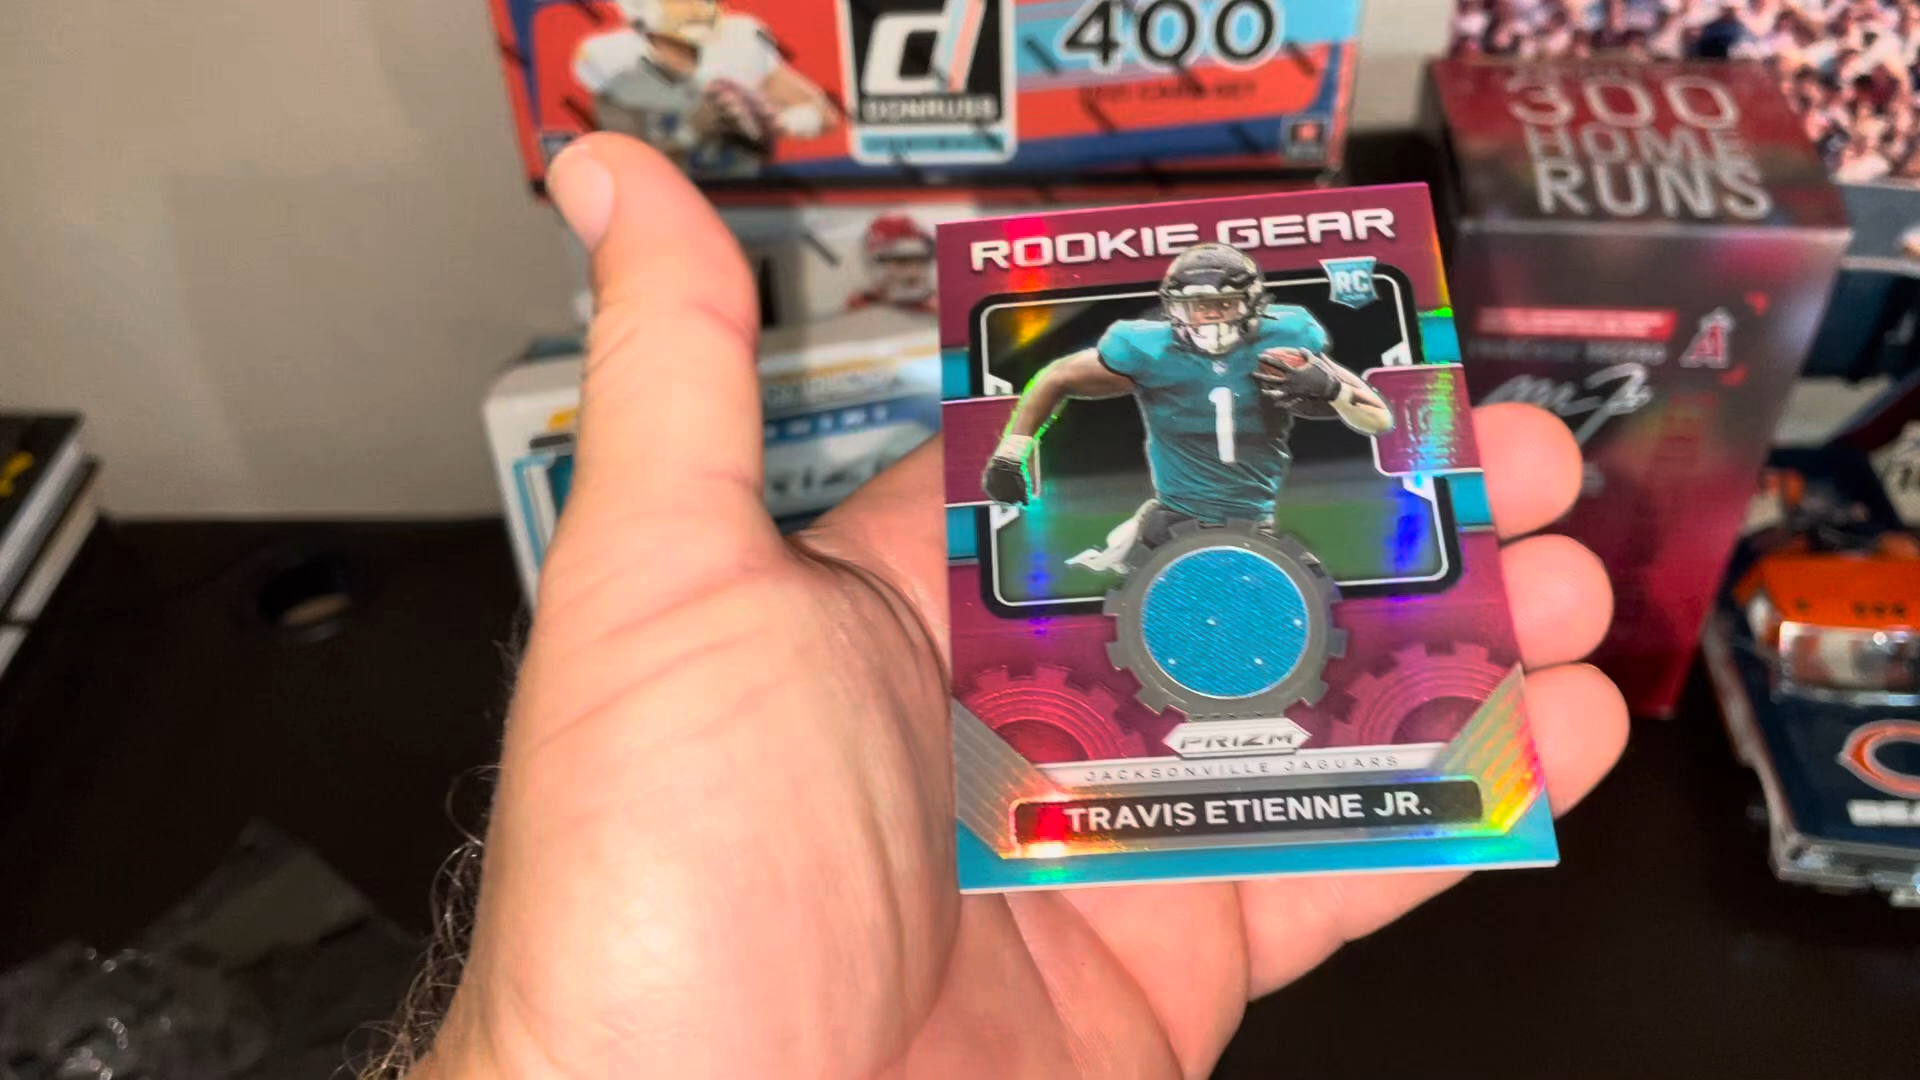 400
DONRUSS
300
HOME
RUNS
ROOKIE GEAR
RC
1
PRIZM
JACKSONVILLE JAGUARS
TRAVIS ETIENNE JR.